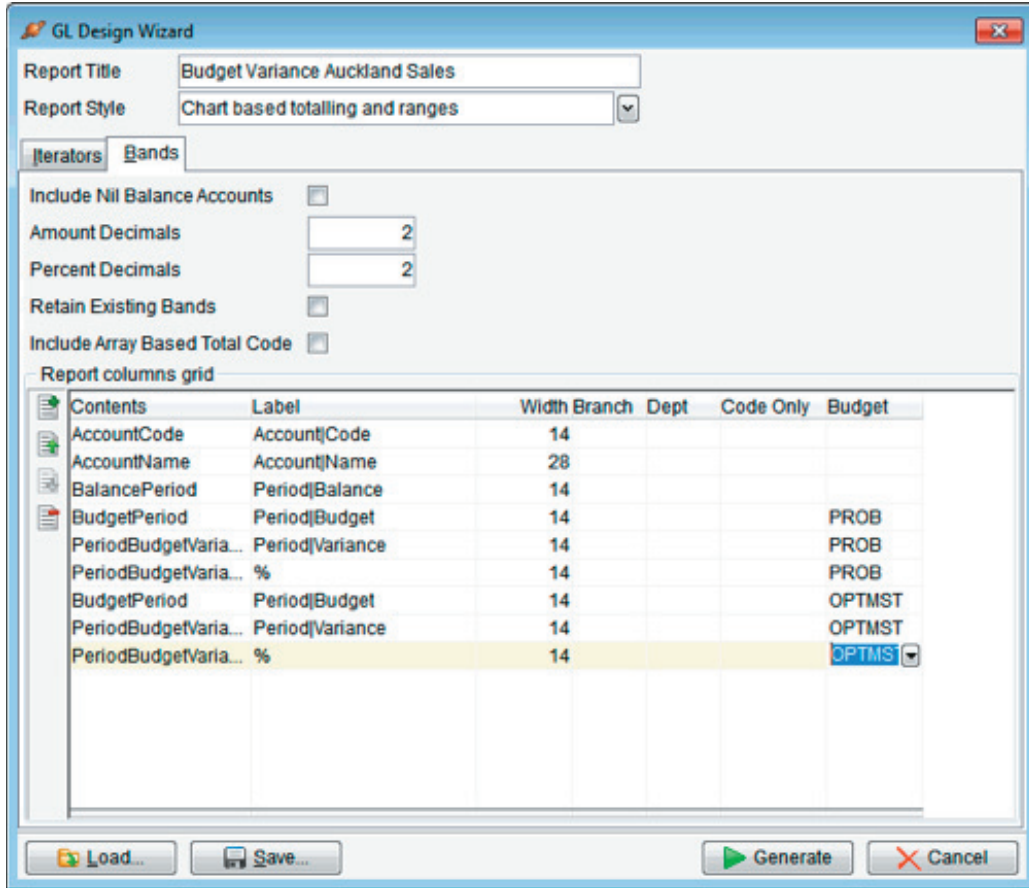 GL Design Wizard
Report Title Budget Variance Auckland Sales
Report Style Chart based totalling and ranges
Iterators Bands
Include Nil Balance Accounts
Amount Decimals 2
Percent Decimals 2
Retain Existing Bands
Include Array Based Total Code
Report columns grid
Contents Label Width Branch Dept Code Only Budget
AccountCode Account|Code 14
AccountName Account|Name 28
BalancePeriod Period|Balance 14
BudgetPeriod Period|Budget 14 PROB
PeriodBudgetVaria... Period|Variance 14 PROB
PeriodBudgetVaria... % 14 PROB
BudgetPeriod Period|Budget 14 OPTMST
PeriodBudgetVaria... Period|Variance 14 OPTMST
PeriodBudgetVaria... % 14 OPTMST
Load... Save... Generate Cancel